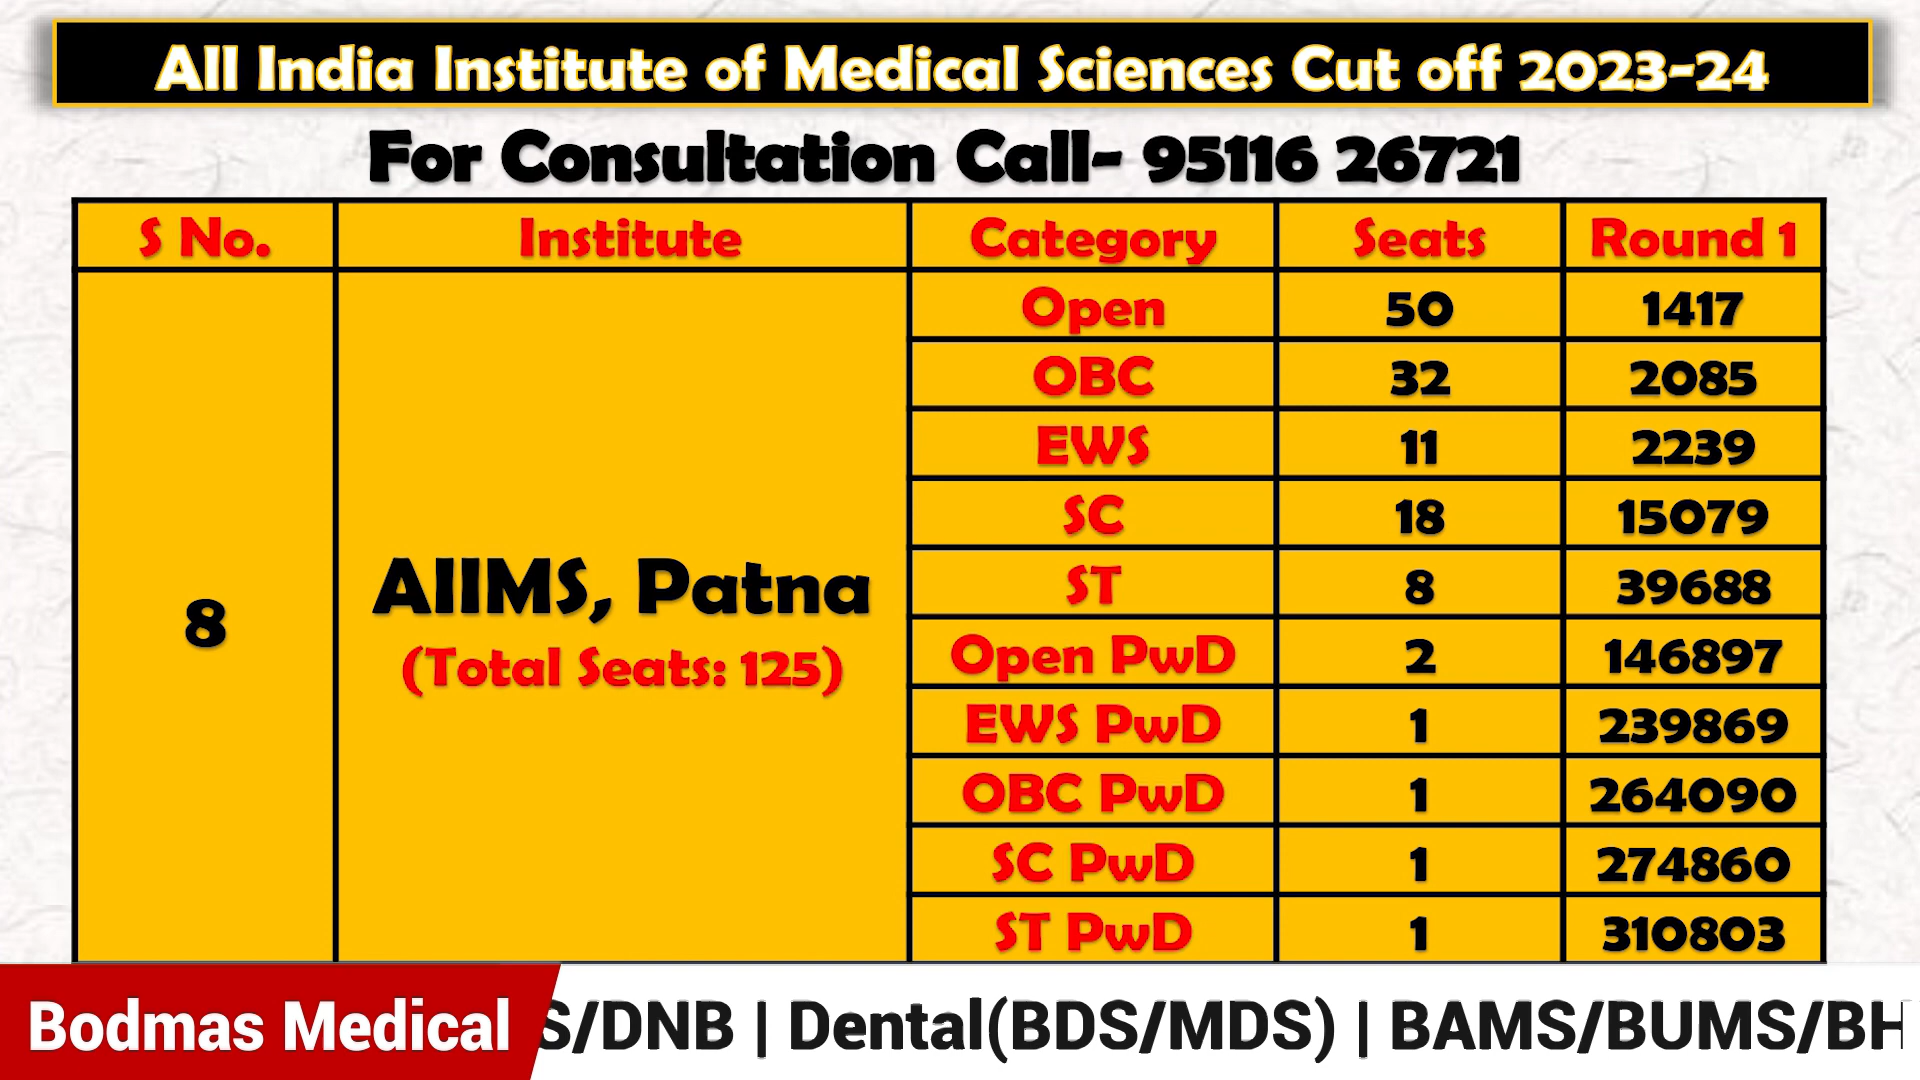 All India Institute of Medical Sciences Cut off 2023-24
For Consultation Call- 95116 26721
S No. Institute Category Seats Round 1
8 AIIMS, Patna (Total Seats: 125)
Open 50 1417
OBC 32 2085
EWS 11 2239
SC 18 15079
ST 8 39688
Open PwD 2 146897
EWS PwD 1 239869
OBC PwD 1 264090
SC PwD 1 274860
ST PwD 1 310803
Bodmas Medical S/DNB | Dental(BDS/MDS) | BAMS/BUMS/BH